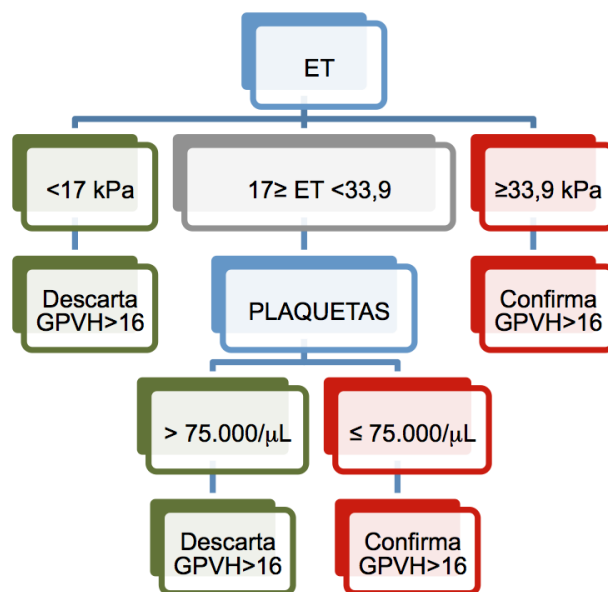 ET
<17 kPa
17≥ ET <33,9
≥33,9 kPa
Descarta
GPVH>16
PLAQUETAS
Confirma
GPVH>16
> 75.000/μL
≤ 75.000/μL
Descarta
GPVH>16
Confirma
GPVH>16